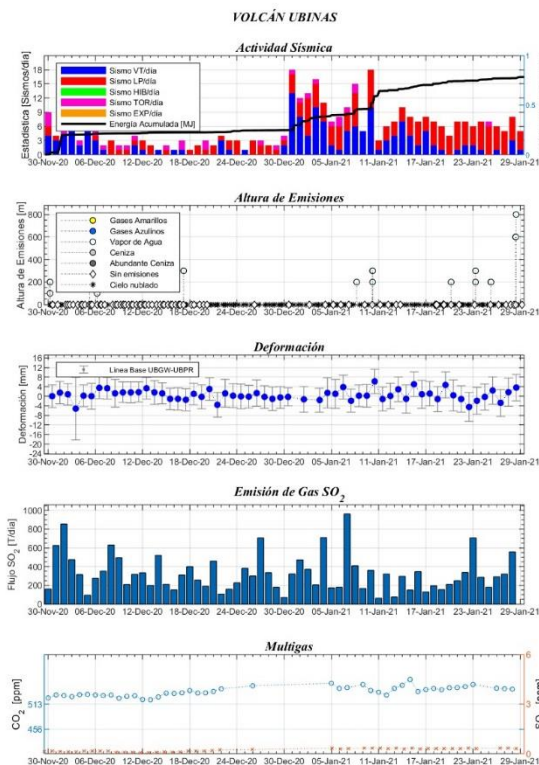 VOLCÁN UBINAS
Actividad Sísmica
Estadística [Sismos/día]
18
15
12
9
6
3
0
Sismo VT/día
Sismo LP/día
Sismo HIB/día
Sismo TOR/día
Sismo EXP/día
Energía Acumulada [MJ]
1
0.5
0
30-Nov-20 06-Dec-20 12-Dec-20 18-Dec-20 24-Dec-20 30-Dec-20 05-Jan-21 11-Jan-21 17-Jan-21 23-Jan-21 29-Jan-21
Altura de Emisiones
Altura de Emisiones [m]
800
600
400
200
0
Gases Amarillos
Gases Azulinos
Vapor de Agua
Ceniza
Abundante Ceniza
Sin emisiones
Cielo nublado
30-Nov-20 06-Dec-20 12-Dec-20 18-Dec-20 24-Dec-20 30-Dec-20 05-Jan-21 11-Jan-21 17-Jan-21 23-Jan-21 29-Jan-21
Deformación
Deformación [mm]
16
12
8
4
0
-4
-8
-12
-16
-20
-24
Línea Base UBGW-UBPR
30-Nov-20 06-Dec-20 12-Dec-20 18-Dec-20 24-Dec-20 30-Dec-20 05-Jan-21 11-Jan-21 17-Jan-21 23-Jan-21 29-Jan-21
Emisión de Gas SO2
Flujo SO2 [T/día]
1000
800
600
400
200
0
30-Nov-20 06-Dec-20 12-Dec-20 18-Dec-20 24-Dec-20 30-Dec-20 05-Jan-21 11-Jan-21 17-Jan-21 23-Jan-21 29-Jan-21
Multigas
CO2 [ppm]
513
456
6
3
0
30-Nov-20 06-Dec-20 12-Dec-20 18-Dec-20 24-Dec-20 30-Dec-20 05-Jan-21 11-Jan-21 17-Jan-21 23-Jan-21 29-Jan-21